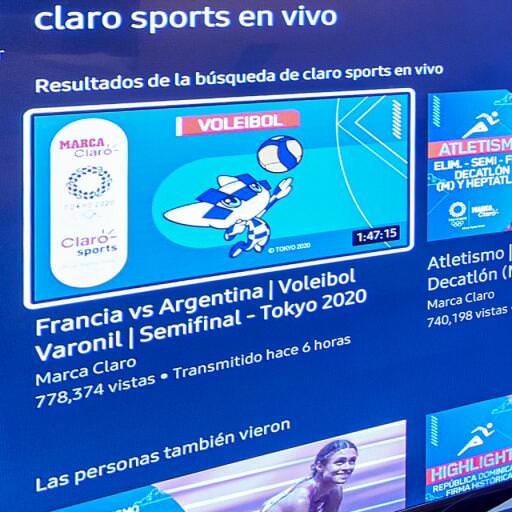 claro sports en vivo
Resultados de la búsqueda de claro sports en vivo
VOLEIBOL
MARCA
Claro
TOKYO 2020
Claro
sports
© TOKYO 2020
1:47:15
Francia vs Argentina | Voleibol
Varonil | Semifinal - Tokyo 2020
Marca Claro
778,374 vistas • Transmitido hace 6 horas
ATLETISM
ELIM. - SEMI - F
DECATLÓN
(M) Y HEPTATL
MARCA
Claro
Atletismo |
Decatlón (M
Marca Claro
740,198 vistas •
Las personas también vieron
HIGHLIGHT
REPÚBLICA DOMINICA
FIRMA HISTÓRICA